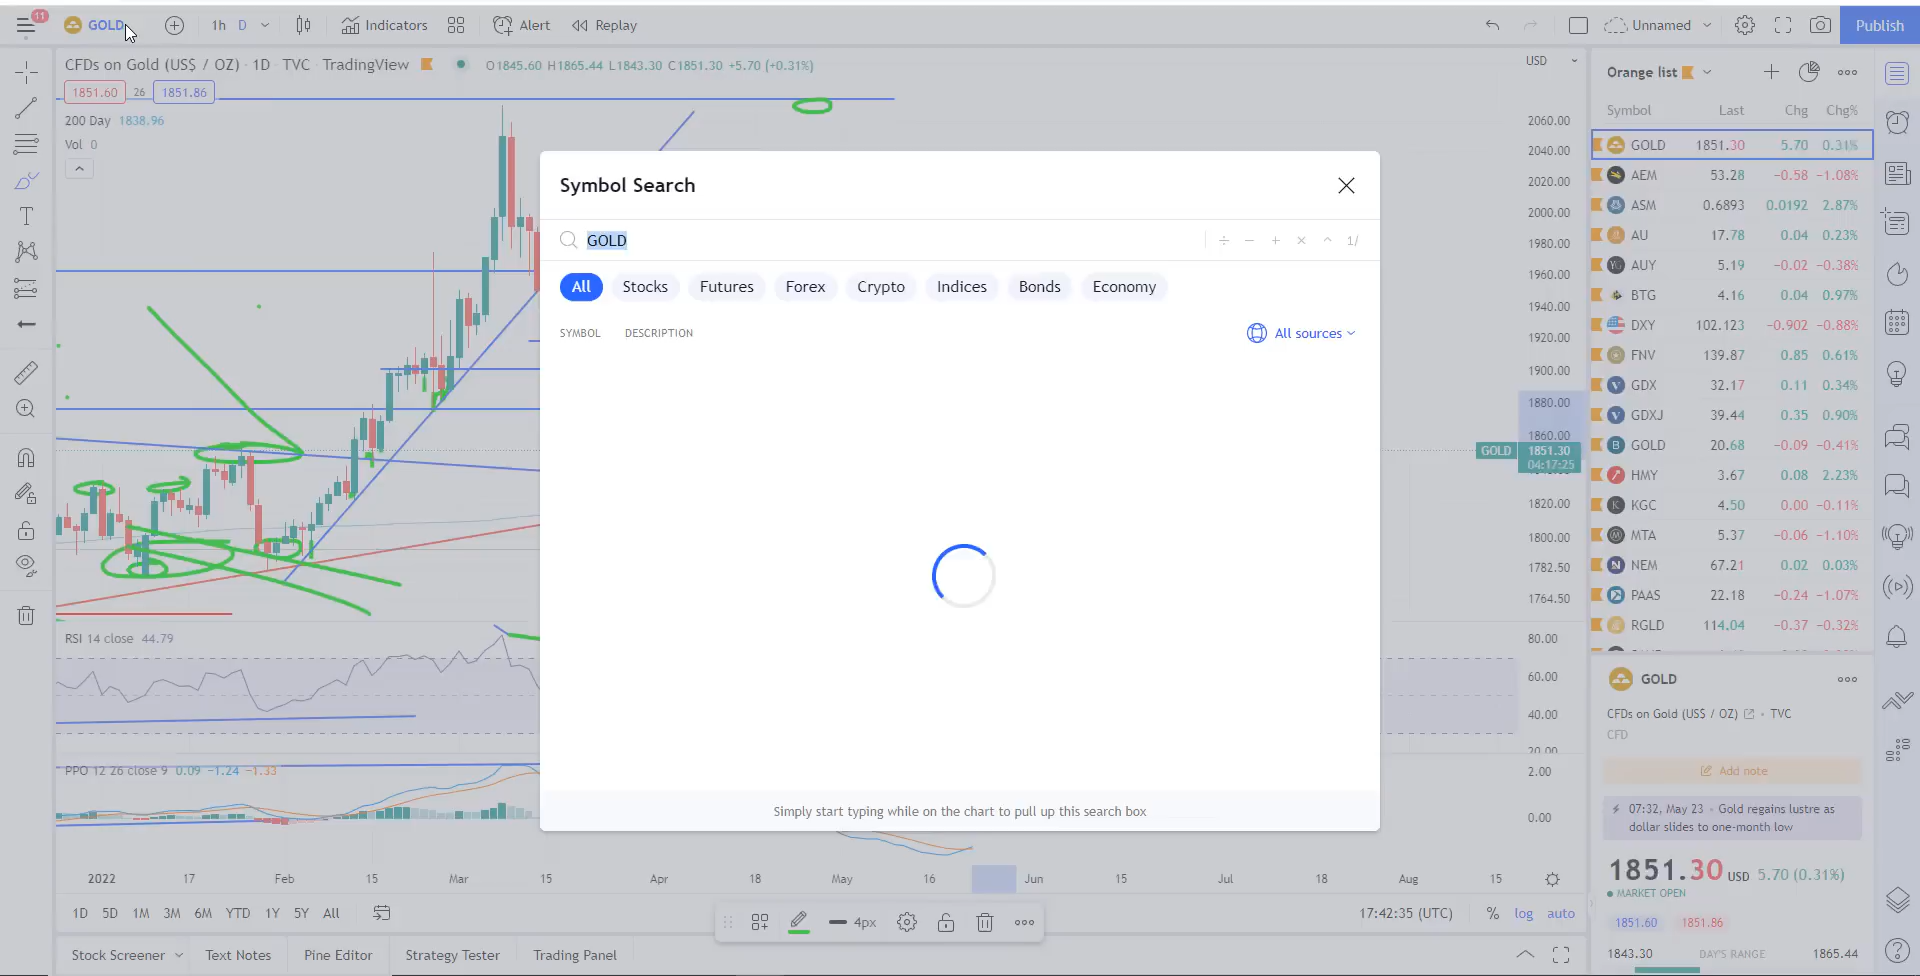 11
GOLD
1h
D
Indicators
Alert
Replay
Unnamed
Publish
CFDs on Gold (US$ / OZ) · 1D · TVC · TradingView
O1845.60 H1865.44 L1843.30 C1851.30 +5.70 (+0.31%)
1851.60 26 1851.86
200 Day 1838.96
Vol 0
USD
2060.00
2040.00
2020.00
2000.00
1980.00
1960.00
1940.00
1920.00
1900.00
1880.00
1860.00
GOLD 1851.30
04:17:25
1820.00
1800.00
1782.50
1764.50
Symbol Search
GOLD
1/
All Stocks Futures Forex Crypto Indices Bonds Economy
SYMBOL DESCRIPTION
All sources
Simply start typing while on the chart to pull up this search box
RSI 14 close 44.79
80.00
60.00
40.00
20.00
PPO 12 26 close 9 0.09 −1.24 −1.33
2.00
0.00
2022 17 Feb 15 Mar 15 Apr 18 May 16 Jun 15 Jul 18 Aug 15
1D 5D 1M 3M 6M YTD 1Y 5Y All
4px
17:42:35 (UTC) % log auto
Stock Screener Text Notes Pine Editor Strategy Tester Trading Panel
Orange list
Symbol Last Chg Chg%
GOLD 1851.30 5.70 0.31%
AEM 53.28 −0.58 −1.08%
ASM 0.6893 0.0192 2.87%
AU 17.78 0.04 0.23%
AUY 5.19 −0.02 −0.38%
BTG 4.16 0.04 0.97%
DXY 102.123 −0.902 −0.88%
FNV 139.87 0.85 0.61%
GDX 32.17 0.11 0.34%
GDXJ 39.44 0.35 0.90%
GOLD 20.68 −0.09 −0.41%
HMY 3.67 0.08 2.23%
KGC 4.50 0.00 −0.11%
MTA 5.37 −0.06 −1.10%
NEM 67.21 0.02 0.03%
PAAS 22.18 −0.24 −1.07%
RGLD 114.04 −0.37 −0.32%
GOLD
CFDs on Gold (US$ / OZ) · TVC
CFD
Add note
07:32, May 23 · Gold regains lustre as
dollar slides to one-month low
1851.30 USD 5.70 (0.31%)
MARKET OPEN
1851.60 1851.86
1843.30 DAY'S RANGE 1865.44